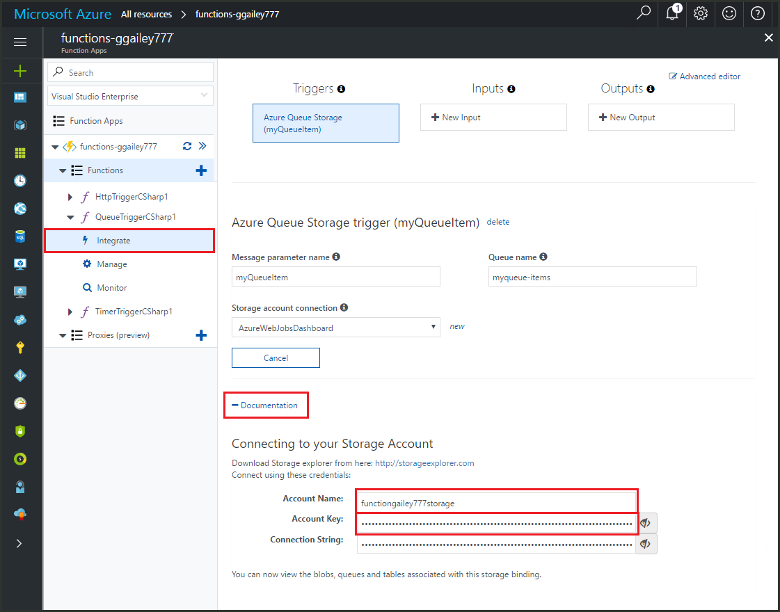 Microsoft Azure All resources > functions-ggailey777
1
functions-ggailey777
Function Apps
Search
Visual Studio Enterprise
Function Apps
functions-ggailey777
Functions
HttpTriggerCSharp1
QueueTriggerCSharp1
Integrate
Manage
Monitor
TimerTriggerCSharp1
Proxies (preview)
Advanced editor
Triggers Inputs Outputs
Azure Queue Storage
(myQueueItem)
New Input
New Output
Azure Queue Storage trigger (myQueueItem) delete
Message parameter name Queue name
myQueueItem myqueue-items
Storage account connection
AzureWebJobsDashboard new
Cancel
Documentation
Connecting to your Storage Account
Download Storage explorer from here: http://storageexplorer.com
Connect using these credentials:
Account Name: functiongailey777storage
Account Key:
Connection String:
You can now view the blobs, queues and tables associated with this storage binding.